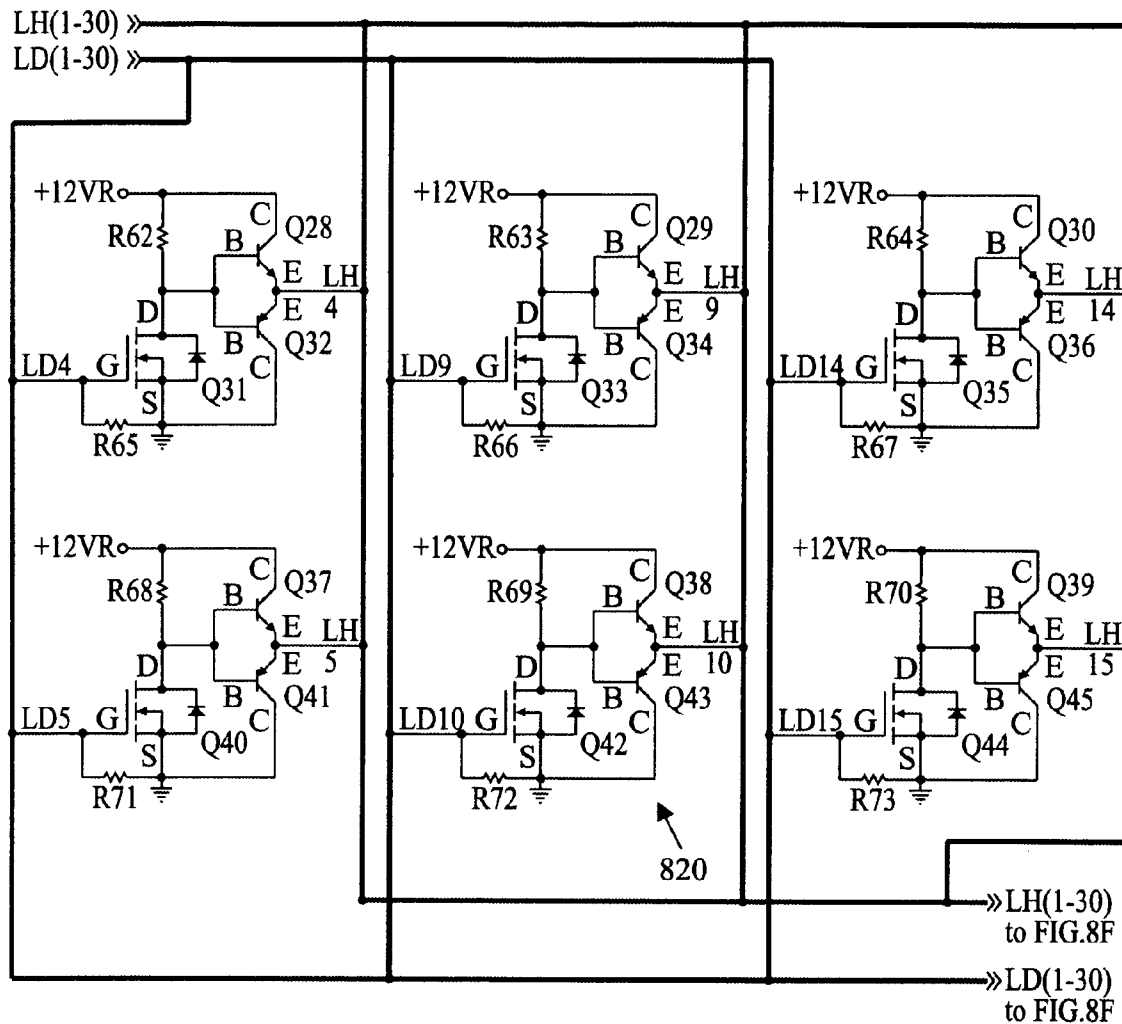 LH(1-30)
LD(1-30)
+12VR
C
Q28
R62
B
E
LH
4
D
E
B
Q32
LD4
G
C
Q31
S
R65
+12VR
C
Q29
R63
B
E
LH
9
D
E
B
Q34
LD9
G
C
Q33
S
R66
+12VR
C
Q30
R64
B
E
LH
14
D
E
B
Q36
LD14
G
C
Q35
S
R67
+12VR
C
Q37
R68
B
E
LH
5
D
E
B
Q41
LD5
G
C
Q40
S
R71
+12VR
C
Q38
R69
B
E
LH
10
D
E
B
Q43
LD10
G
C
Q42
S
R72
+12VR
C
Q39
R70
B
E
LH
15
D
E
B
Q45
LD15
G
C
Q44
S
R73
820
LH(1-30)
to FIG.8F
LD(1-30)
to FIG.8F